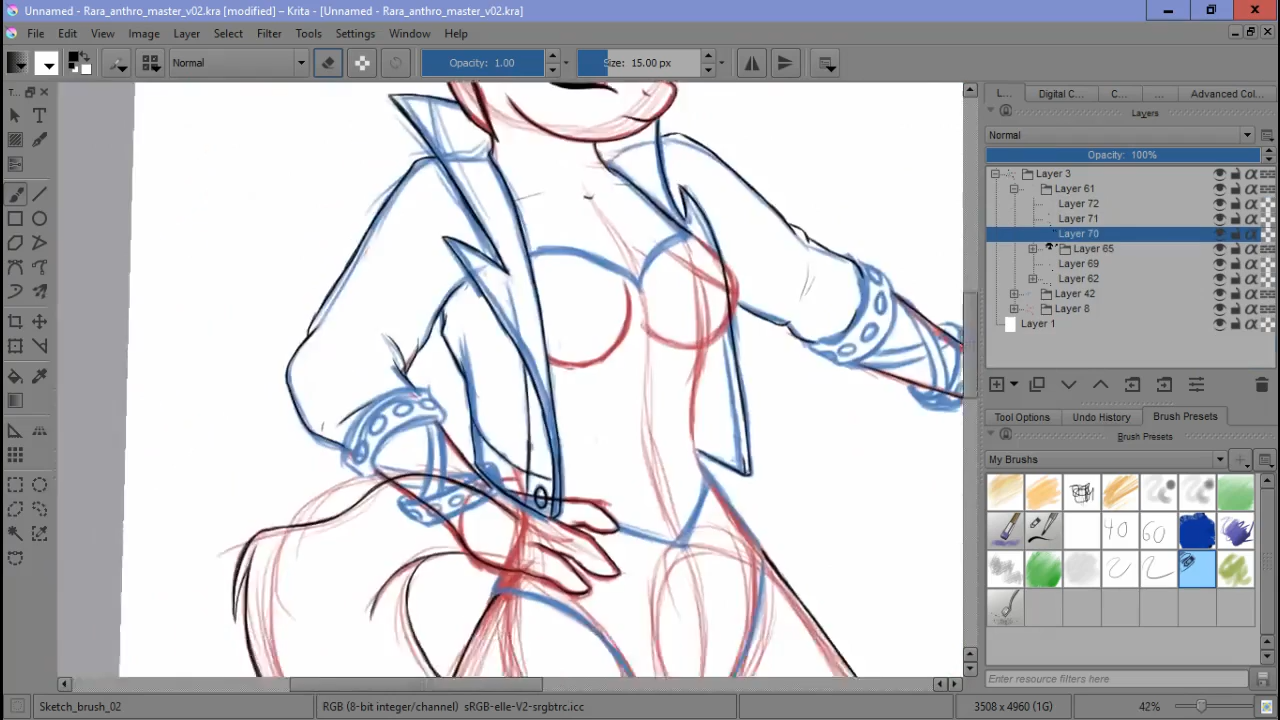 Unnamed - Rara_anthro_master_v02.kra [modified] - Krita - [Unnamed - Rara_anthro_master_v02.kra]
File Edit View Image Layer Select Filter Tools Settings Window Help
Normal Opacity: 1.00 Size: 15.00 px
T... L... Digital C... C... ... Advanced Col...
Layers
Normal
Opacity: 100%
Layer 3
Layer 61
Layer 72
Layer 71
Layer 70
Layer 65
Layer 69
Layer 62
Layer 42
Layer 8
Layer 1
Tool Options Undo History Brush Presets
Brush Presets
My Brushes
40 60
Enter resource filters here
Sketch_brush_02 RGB (8-bit integer/channel) sRGB-elle-V2-srgbtrc.icc 3508 x 4960 (1G) 42%